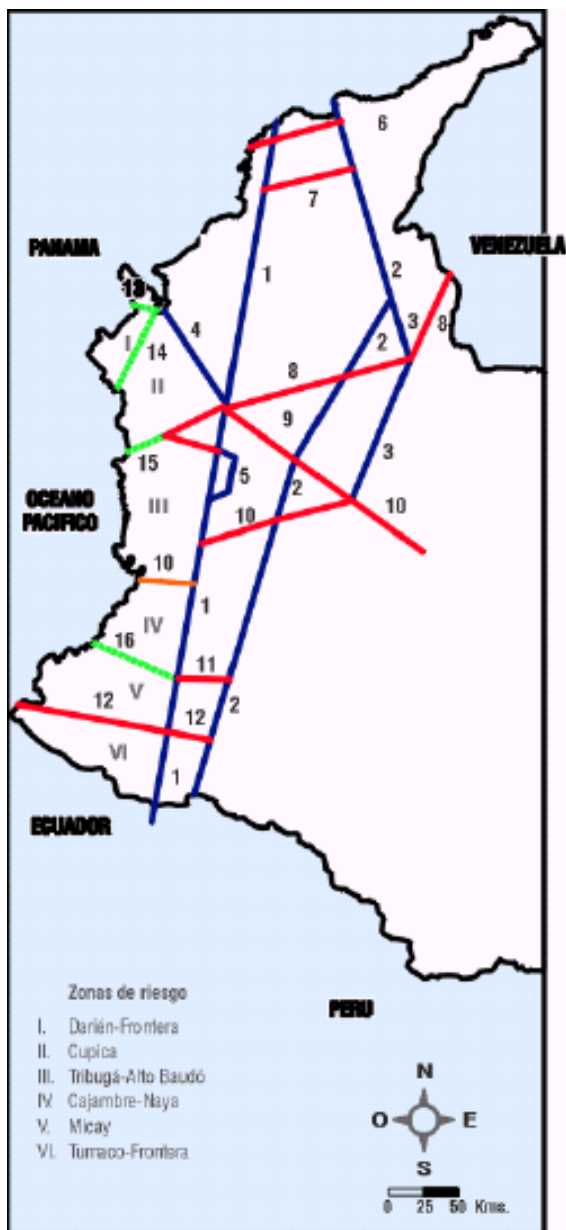 6
7
PANAMA
VENEZUELA
1
2
13
4
3
8
I
14
2
II
8
9
15
5
2
3
OCEANO
PACIFICO
III
10
10
10
1
IV
16
11
V
12
12
2
VI
1
ECUADOR
Zonas de riesgo
PERU
I. Darién-Frontera
II. Cupica
III. Tribugá-Alto Baudó
IV. Cajambre-Naya
V. Micay
VI. Tumaco-Frontera
N
O
E
S
0 25 50 Kms.